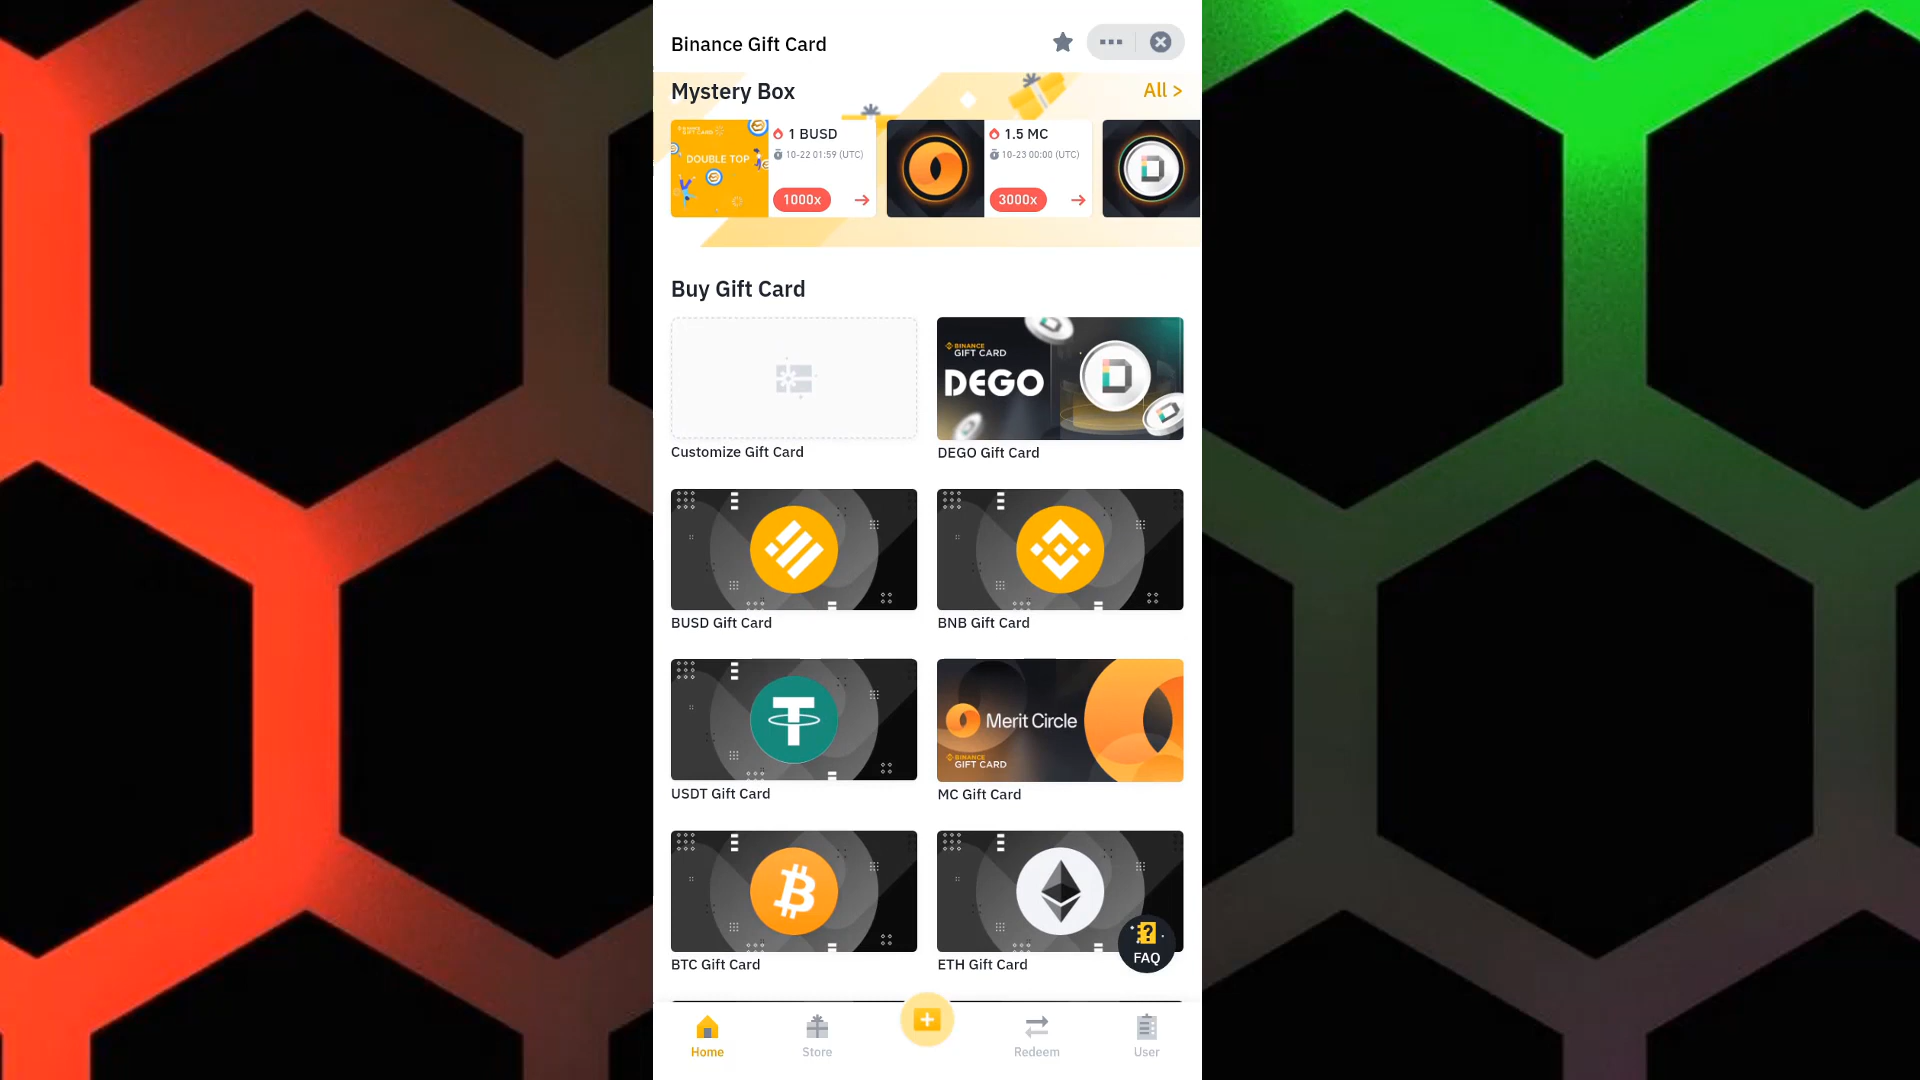 Binance Gift Card
Mystery Box
All >
DOUBLE TOP
1 BUSD
10-22 01:59 (UTC)
1000x
1.5 MC
10-23 00:00 (UTC)
3000x
Buy Gift Card
BINANCE
GIFT CARD
DEGO
Customize Gift Card
DEGO Gift Card
BUSD Gift Card
BNB Gift Card
Merit Circle
BINANCE
GIFT CARD
USDT Gift Card
MC Gift Card
BTC Gift Card
ETH Gift Card
FAQ
Home
Store
Redeem
User